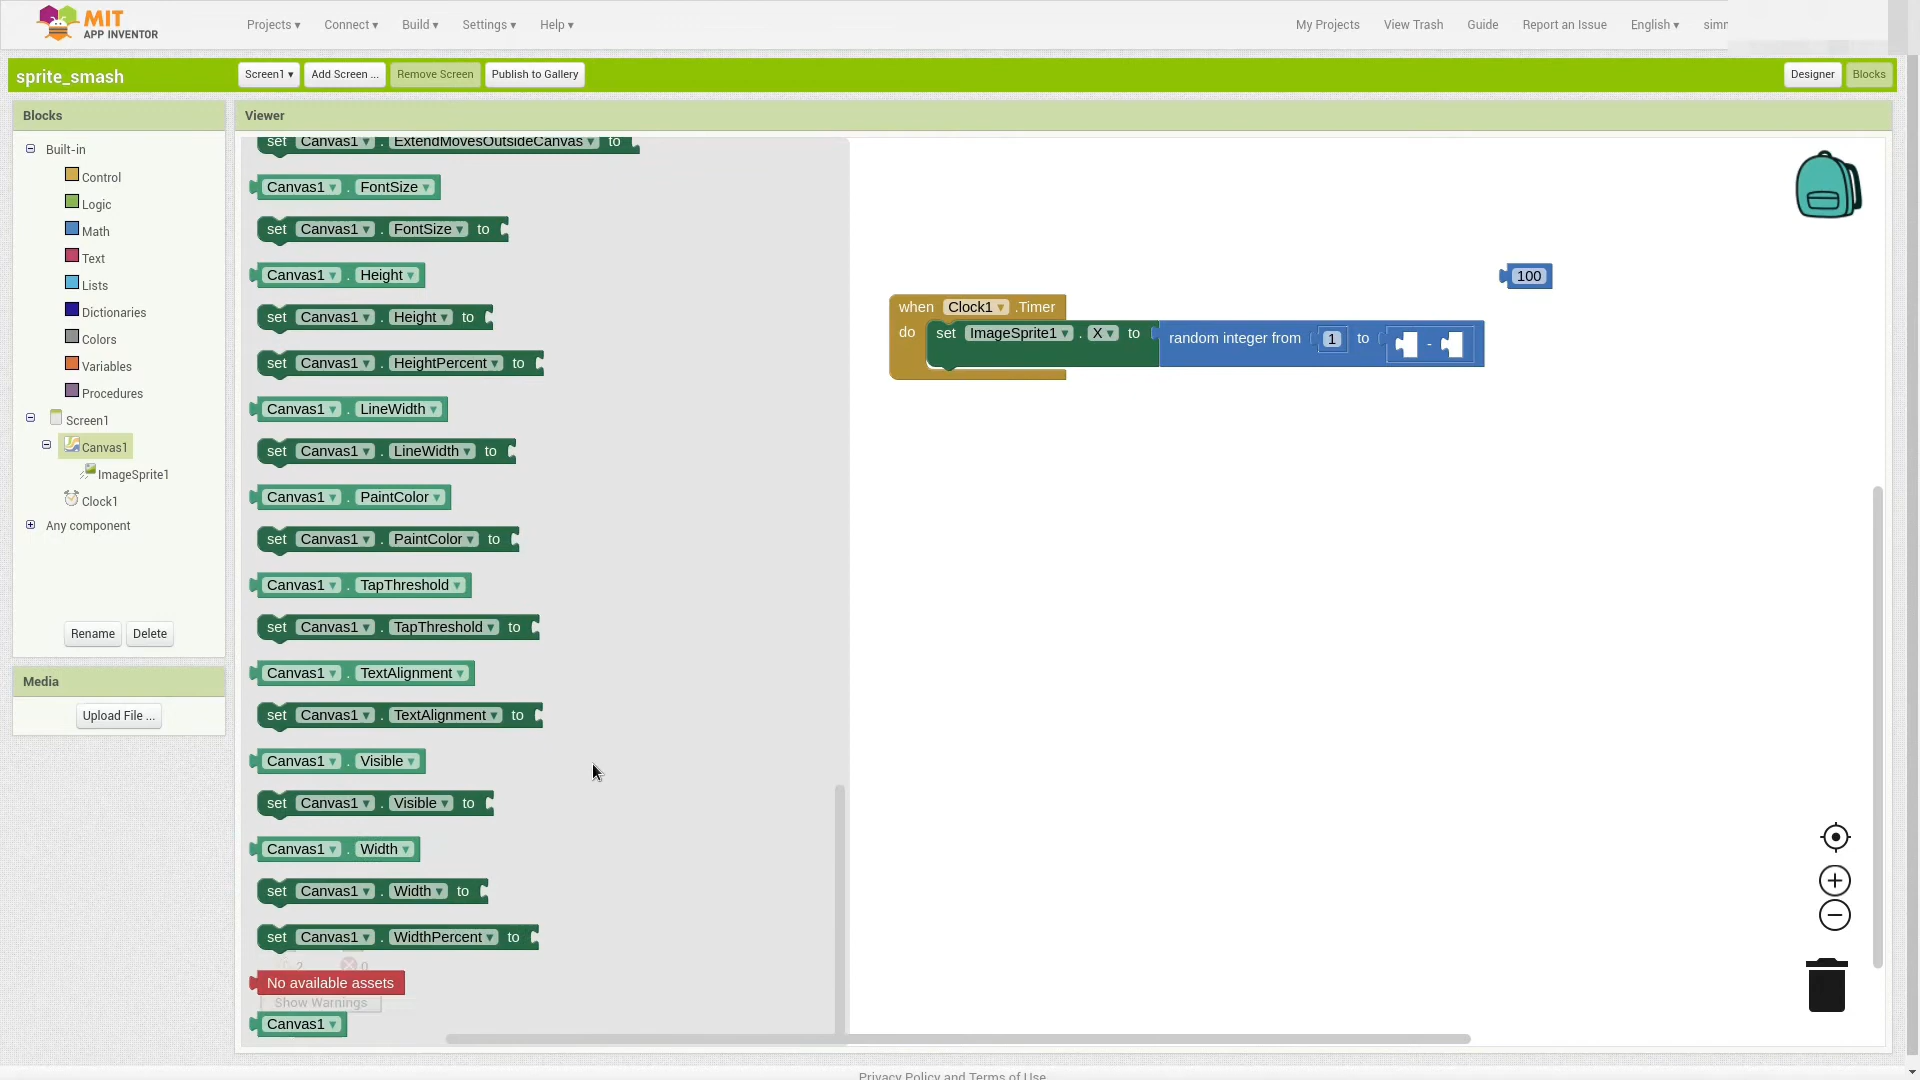 MIT
APP INVENTOR
Projects ▾ Connect ▾ Build ▾ Settings ▾ Help ▾ My Projects View Trash Guide Report an Issue English ▾
sprite_smash Screen1 ▾ Add Screen ... Remove Screen Publish to Gallery Designer Blocks
Blocks
Built-in
Control
Logic
Math
Text
Lists
Dictionaries
Colors
Variables
Procedures
Screen1
Canvas1
ImageSprite1
Clock1
Any component
Rename Delete
Media
Upload File ...
Viewer
set Canvas1 ▾ . ExtendMovesOutsideCanvas ▾ to
Canvas1 ▾ . FontSize ▾
set Canvas1 ▾ . FontSize ▾ to
Canvas1 ▾ . Height ▾
set Canvas1 ▾ . Height ▾ to
set Canvas1 ▾ . HeightPercent ▾ to
Canvas1 ▾ . LineWidth ▾
set Canvas1 ▾ . LineWidth ▾ to
Canvas1 ▾ . PaintColor ▾
set Canvas1 ▾ . PaintColor ▾ to
Canvas1 ▾ . TapThreshold ▾
set Canvas1 ▾ . TapThreshold ▾ to
Canvas1 ▾ . TextAlignment ▾
set Canvas1 ▾ . TextAlignment ▾ to
Canvas1 ▾ . Visible ▾
set Canvas1 ▾ . Visible ▾ to
Canvas1 ▾ . Width ▾
set Canvas1 ▾ . Width ▾ to
set Canvas1 ▾ . WidthPercent ▾ to
2 0
No available assets
Show Warnings
Canvas1 ▾
100
when Clock1 ▾ .Timer
do set ImageSprite1 ▾ . X ▾ to random integer from 1 to -
Privacy Policy and Terms of Use